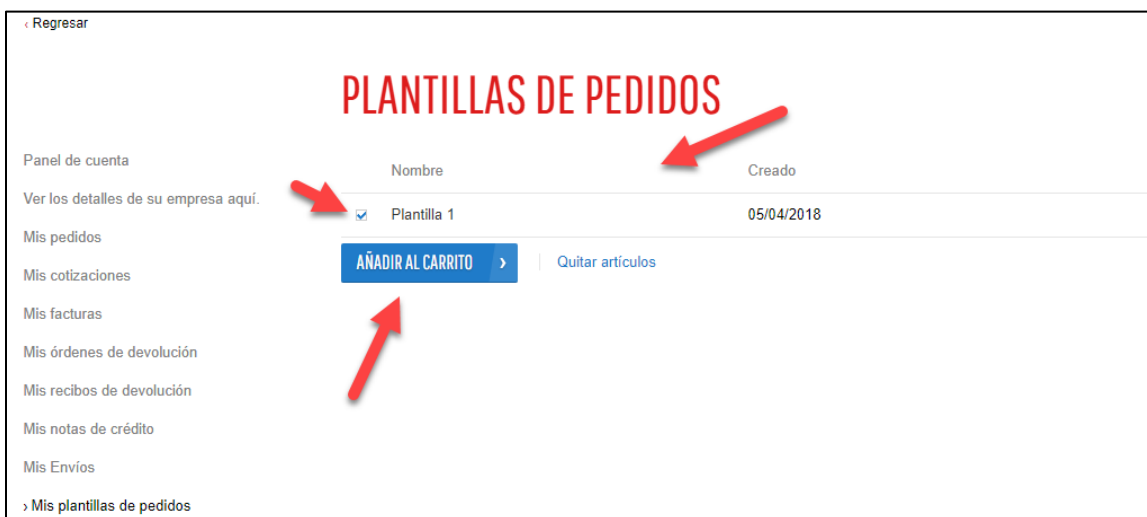 ‹ Regresar
PLANTILLAS DE PEDIDOS
Panel de cuenta
Ver los detalles de su empresa aquí.
Mis pedidos
Mis cotizaciones
Mis facturas
Mis órdenes de devolución
Mis recibos de devolución
Mis notas de crédito
Mis Envíos
› Mis plantillas de pedidos
Nombre Creado
Plantilla 1 05/04/2018
AÑADIR AL CARRITO › Quitar artículos